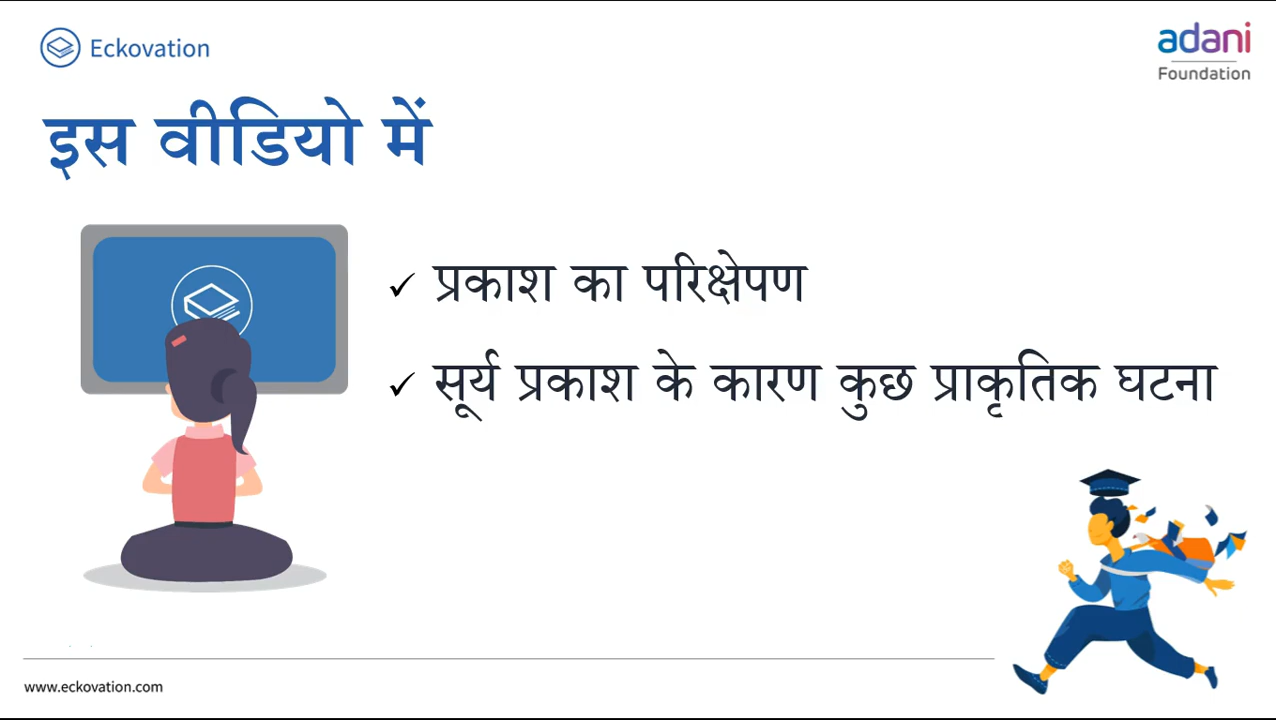 Eckovation
adani
Foundation
इस वीडियो में
✓ प्रकाश का परिक्षेपण
✓ सूर्य प्रकाश के कारण कुछ प्राकृतिक घटना
www.eckovation.com